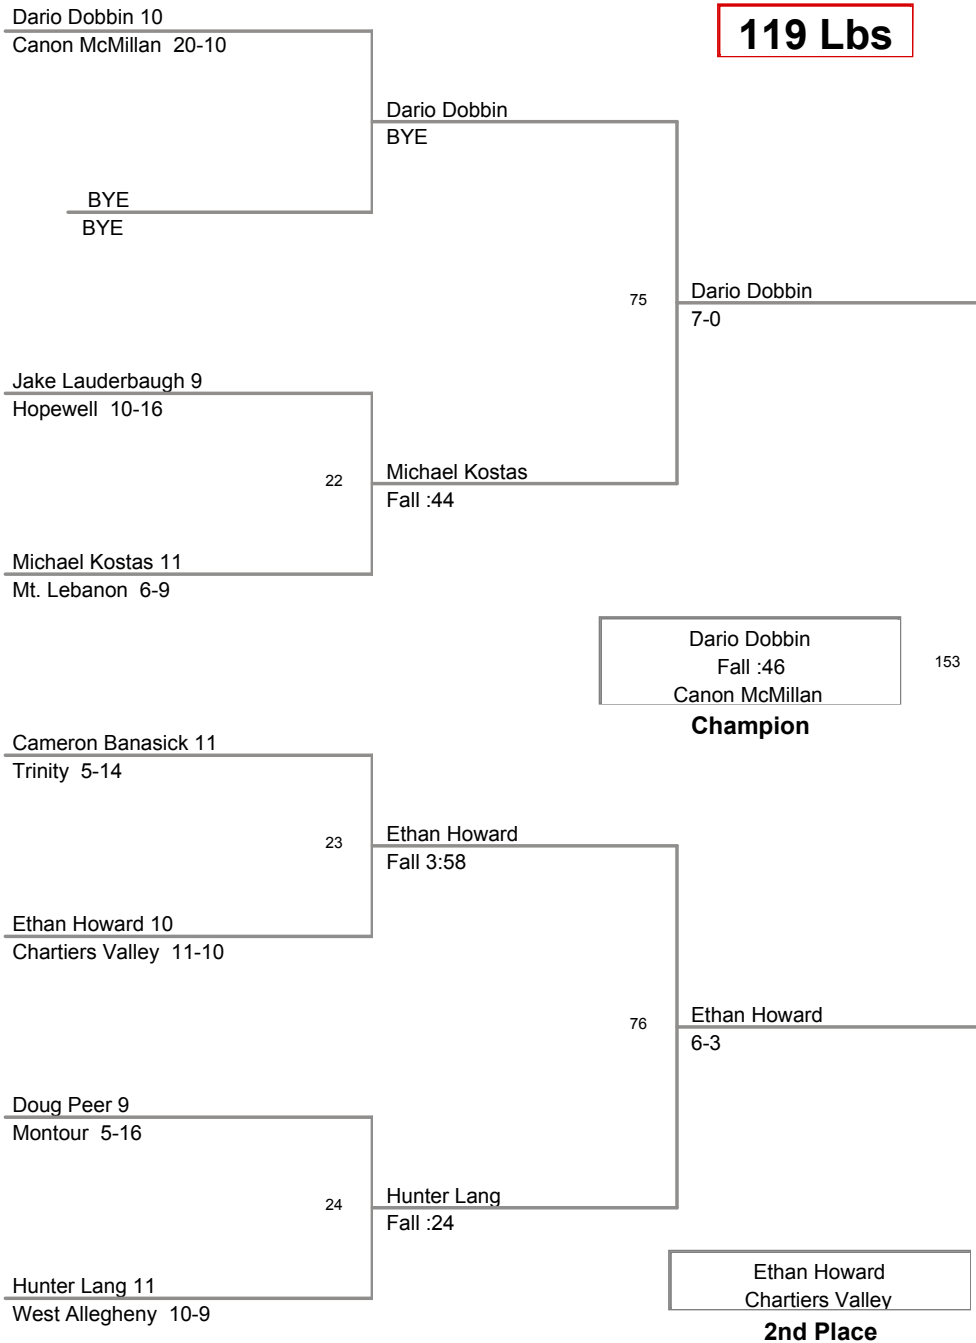 Dario Dobbin 10
119 Lbs
Canon McMillan  20-10
Dario Dobbin
BYE
BYE
BYE
75
Dario Dobbin
7-0
Jake Lauderbaugh 9
Hopewell  10-16
22
Michael Kostas
Fall :44
Michael Kostas 11
Mt. Lebanon  6-9
Dario Dobbin
Fall :46
Canon McMillan
153
Champion
Cameron Banasick 11
Trinity  5-14
23
Ethan Howard
Fall 3:58
Ethan Howard 10
Chartiers Valley  11-10
76
Ethan Howard
6-3
Doug Peer 9
Montour  5-16
24
Hunter Lang
Fall :24
Hunter Lang 11
West Allegheny  10-9
Ethan Howard
Chartiers Valley
2nd Place